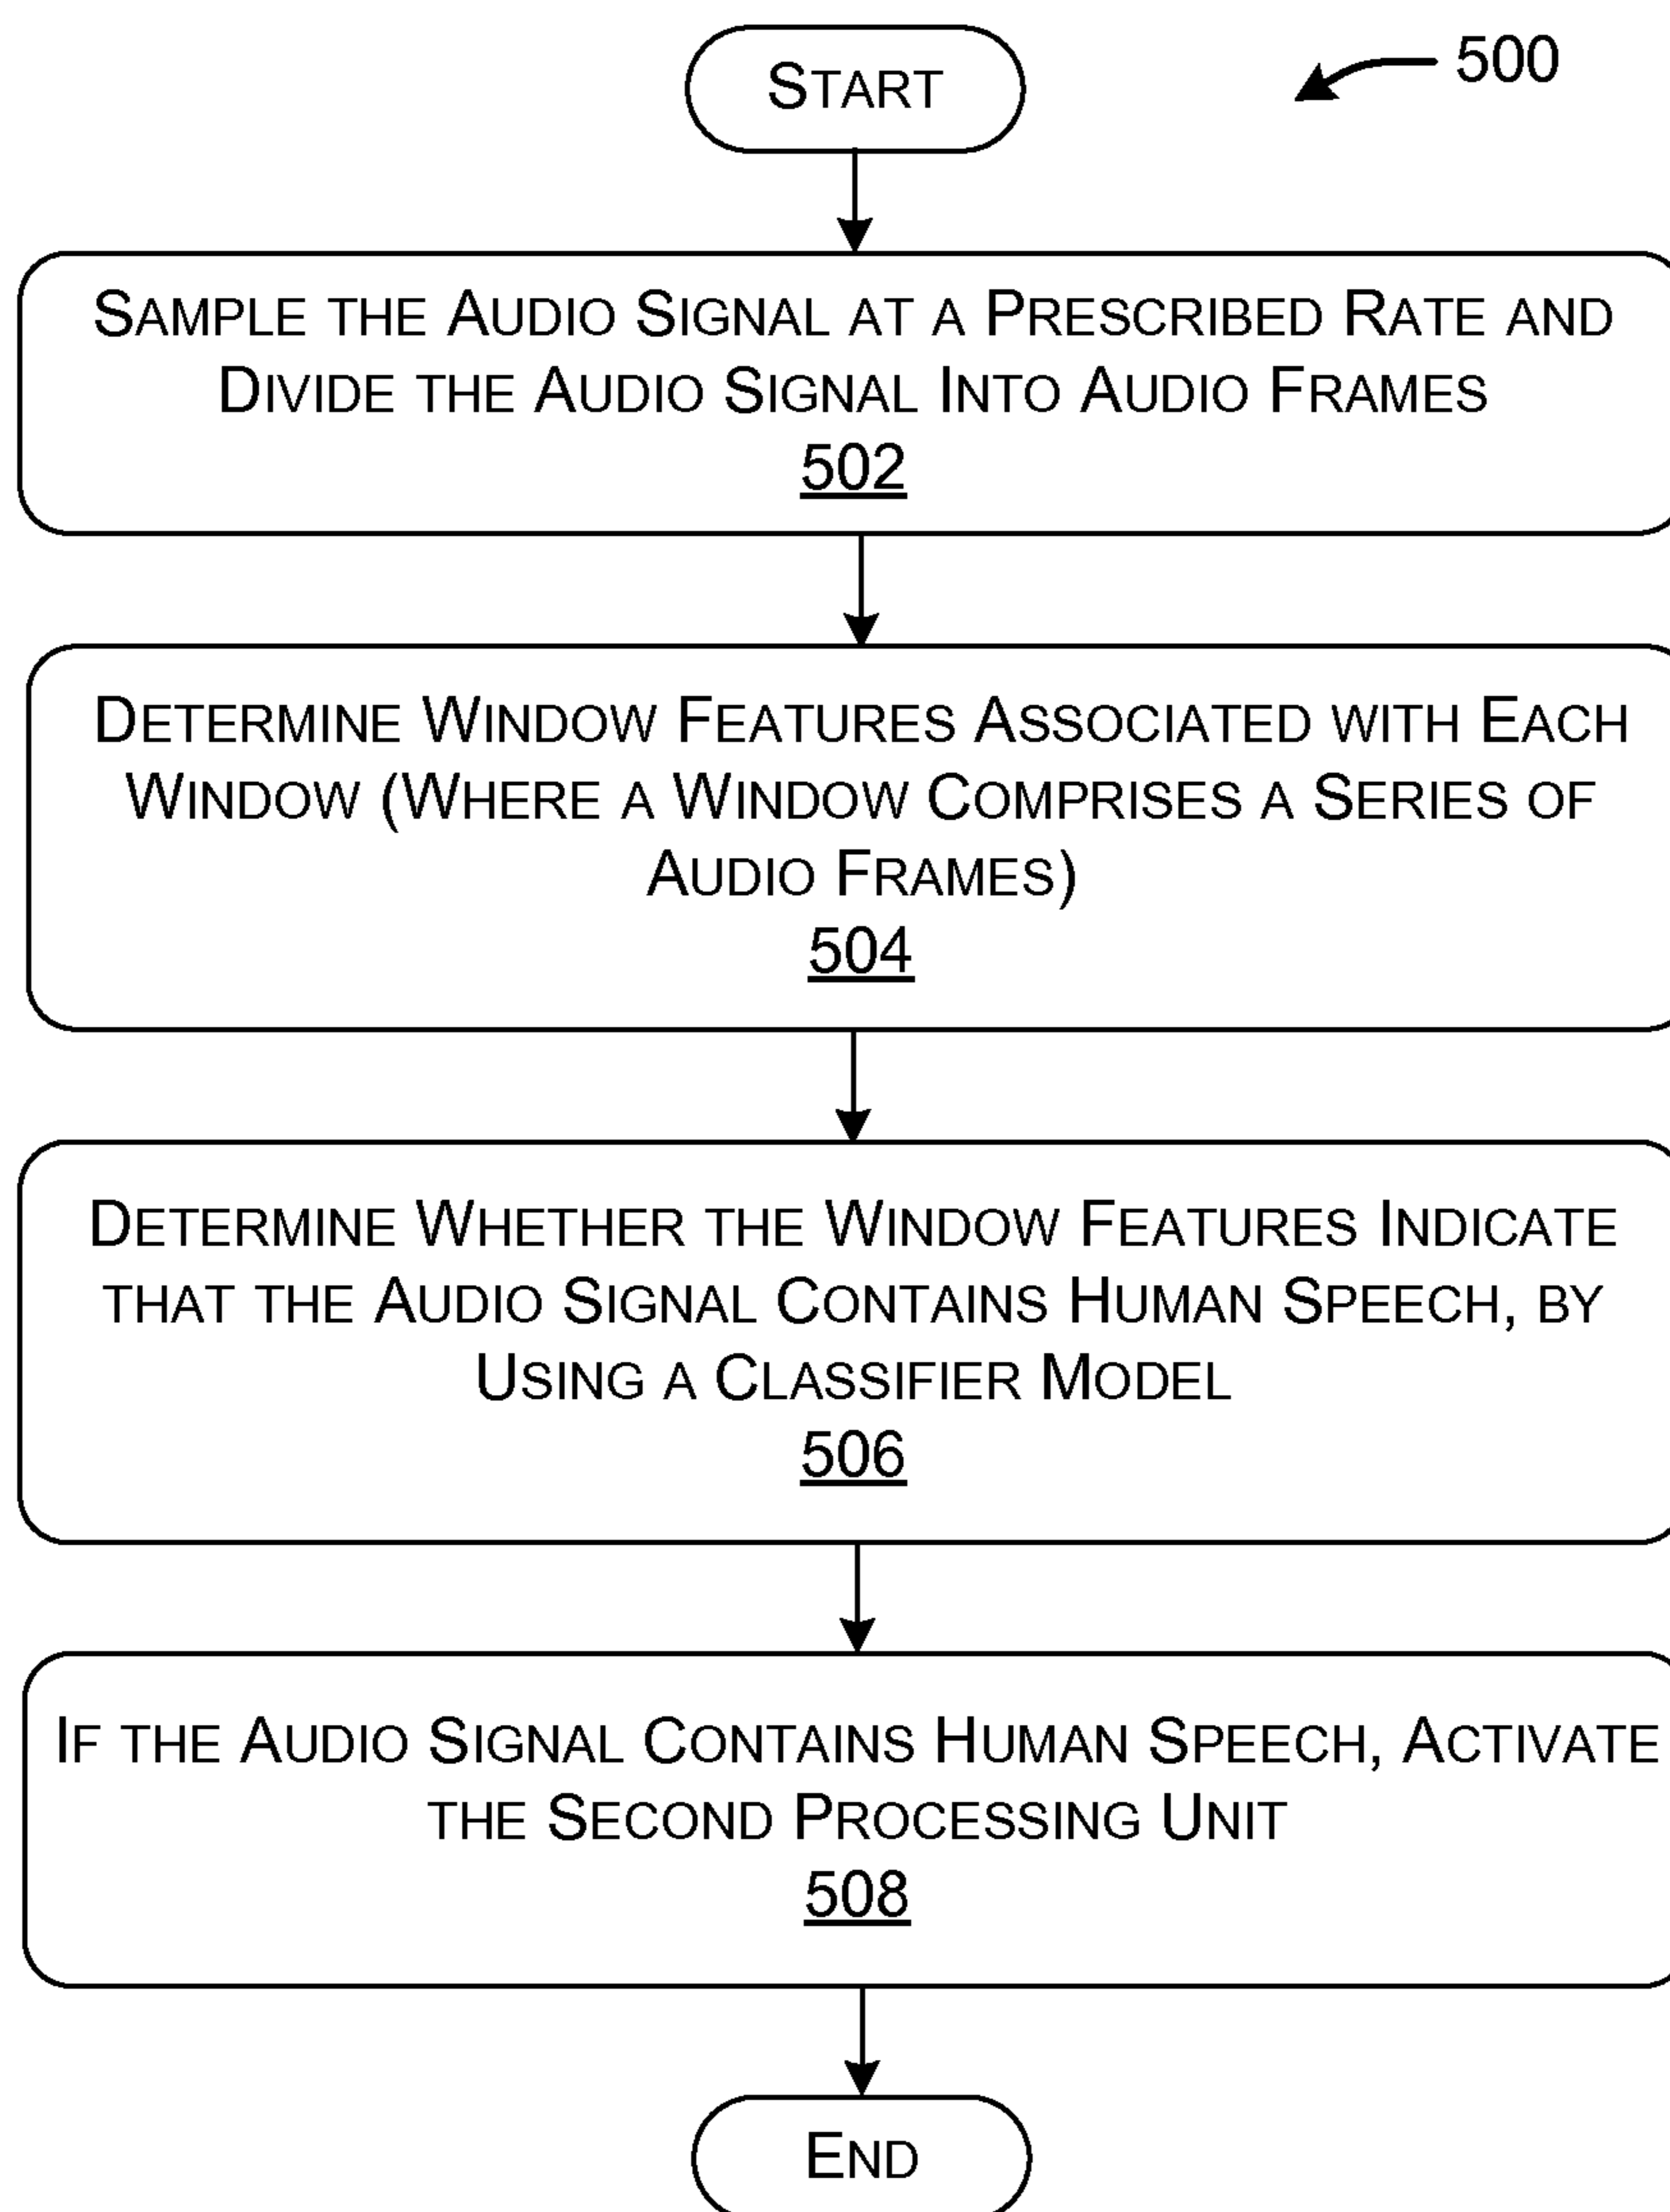 START
500
SAMPLE THE AUDIO SIGNAL AT A PRESCRIBED RATE AND
DIVIDE THE AUDIO SIGNAL INTO AUDIO FRAMES
502
DETERMINE WINDOW FEATURES ASSOCIATED WITH EACH
WINDOW (WHERE A WINDOW COMPRISES A SERIES OF
AUDIO FRAMES)
504
DETERMINE WHETHER THE WINDOW FEATURES INDICATE
THAT THE AUDIO SIGNAL CONTAINS HUMAN SPEECH, BY
USING A CLASSIFIER MODEL
506
IF THE AUDIO SIGNAL CONTAINS HUMAN SPEECH, ACTIVATE
THE SECOND PROCESSING UNIT
508
END